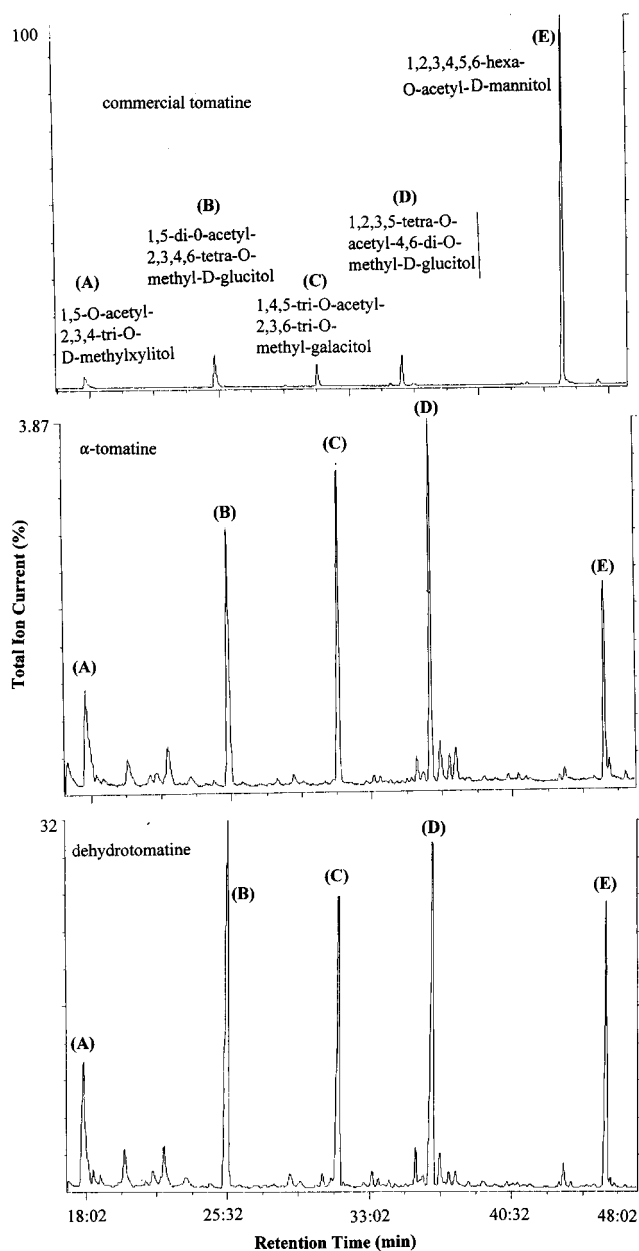 100
commercial tomatine
(E)
1,2,3,4,5,6-hexa-
O-acetyl-D-mannitol
(D)
1,2,3,5-tetra-O-
acetyl-4,6-di-O-
methyl-D-glucitol
(B)
1,5-di-0-acetyl-
2,3,4,6-tetra-O-
methyl-D-glucitol
(C)
1,4,5-tri-O-acetyl-
2,3,6-tri-O-
methyl-galacitol
(A)
1,5-O-acetyl-
2,3,4-tri-O-
D-methylxylitol
3.87
α-tomatine
(A)
(B)
(C)
(D)
(E)
Total Ion Current (%)
32
dehydrotomatine
(A)
(B)
(C)
(D)
(E)
18:02 25:32 33:02 40:32 48:02
Retention Time (min)